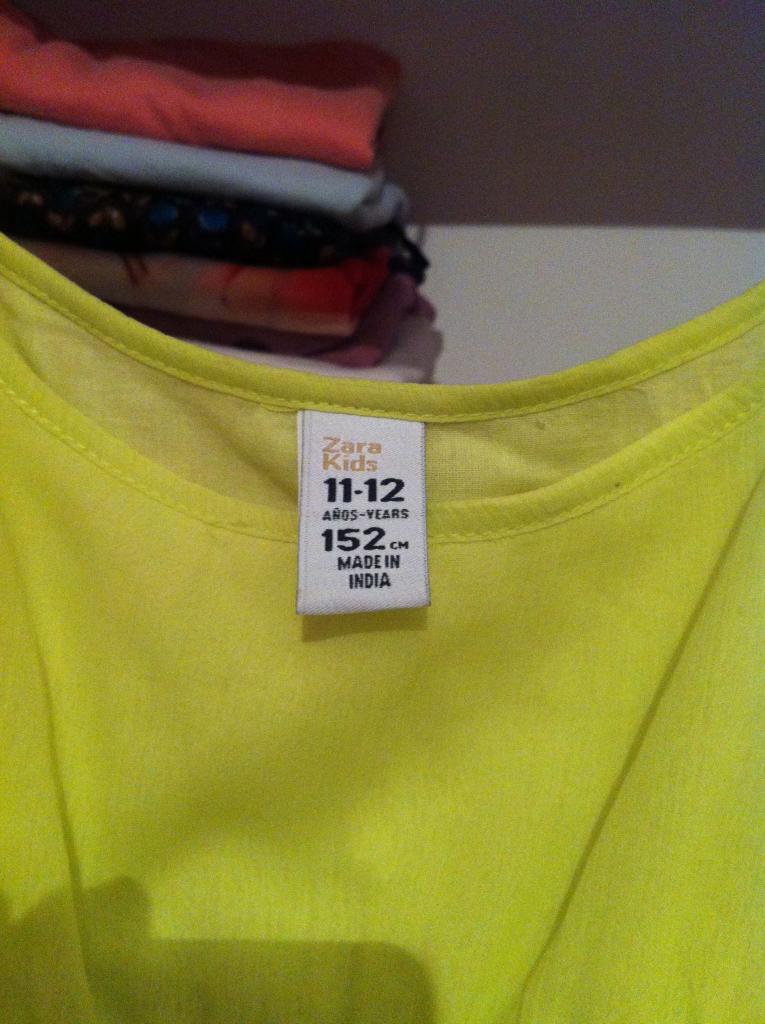 Zara
Kids
11-12
AÑOS-YEARS
152 CM
MADE IN
INDIA